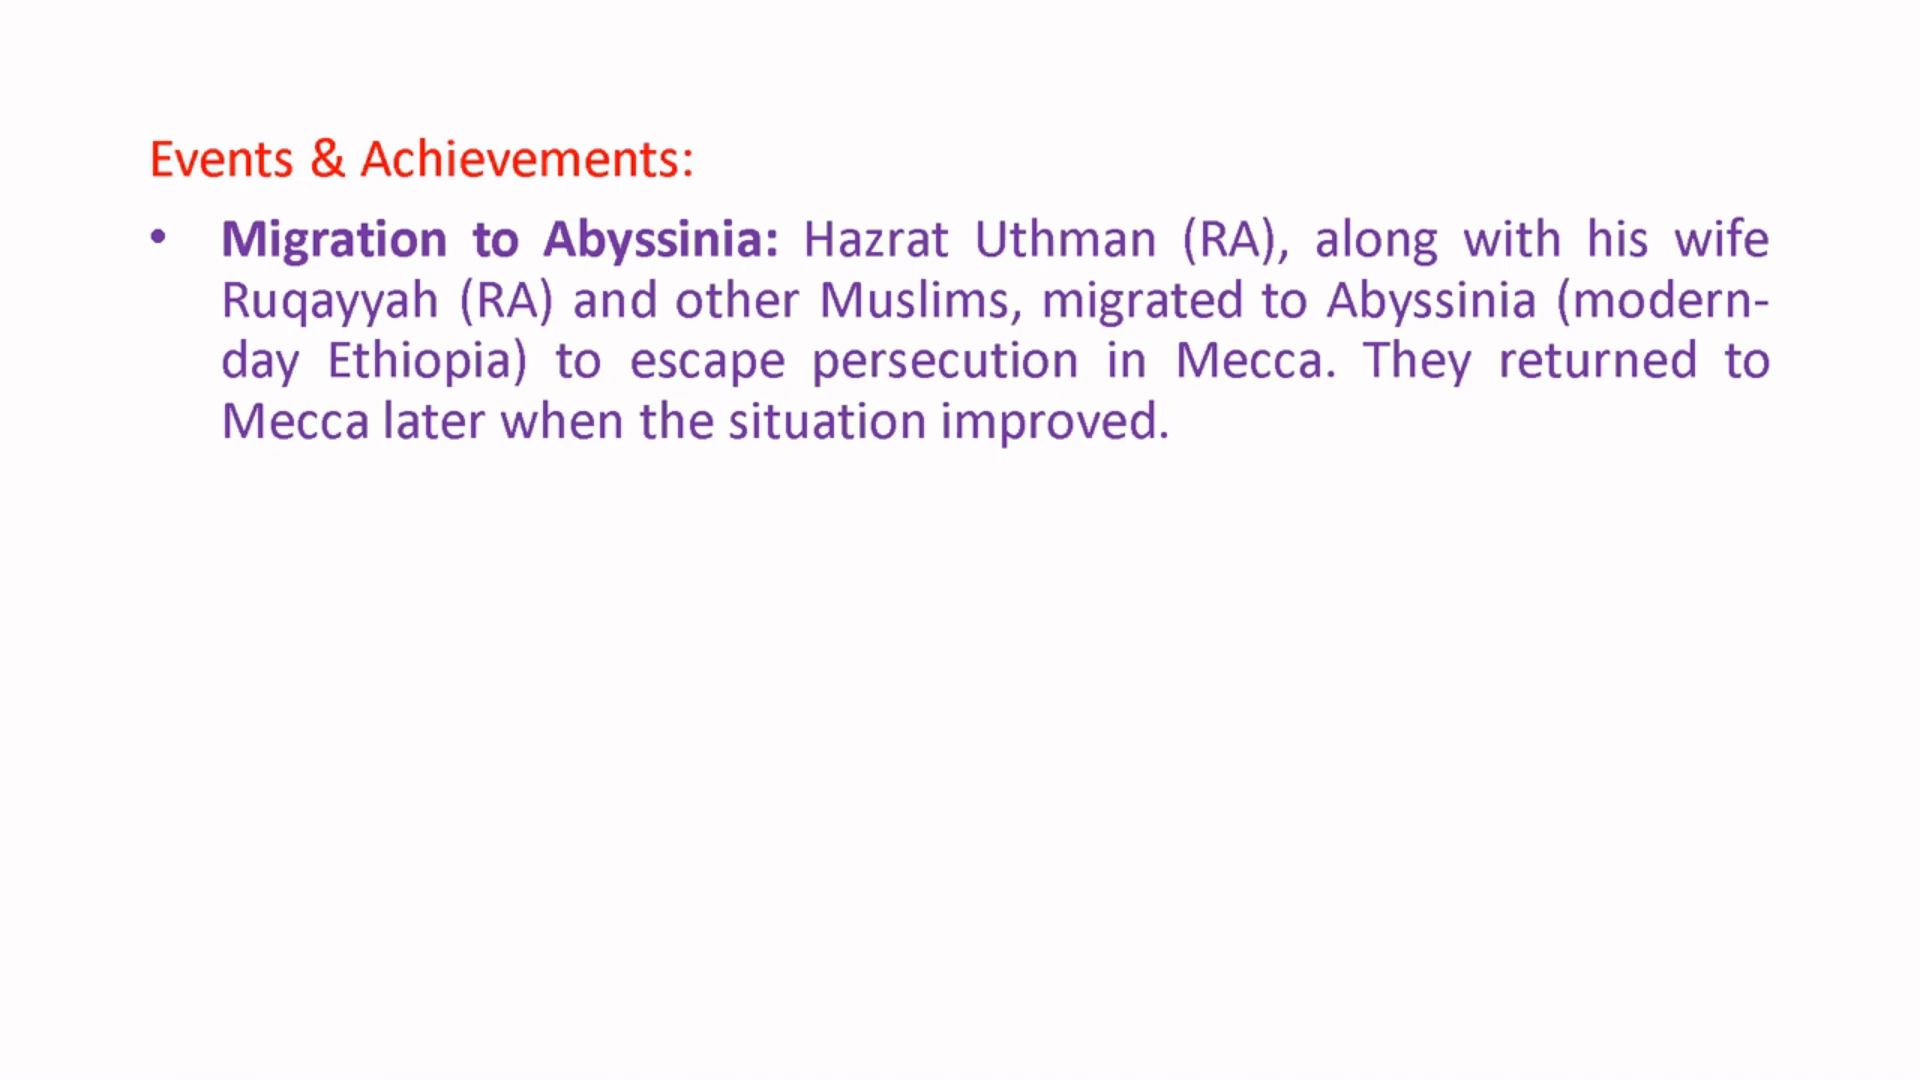 Events & Achievements:
• Migration to Abyssinia: Hazrat Uthman (RA), along with his wife
Ruqayyah (RA) and other Muslims, migrated to Abyssinia (modern-
day Ethiopia) to escape persecution in Mecca. They returned to
Mecca later when the situation improved.